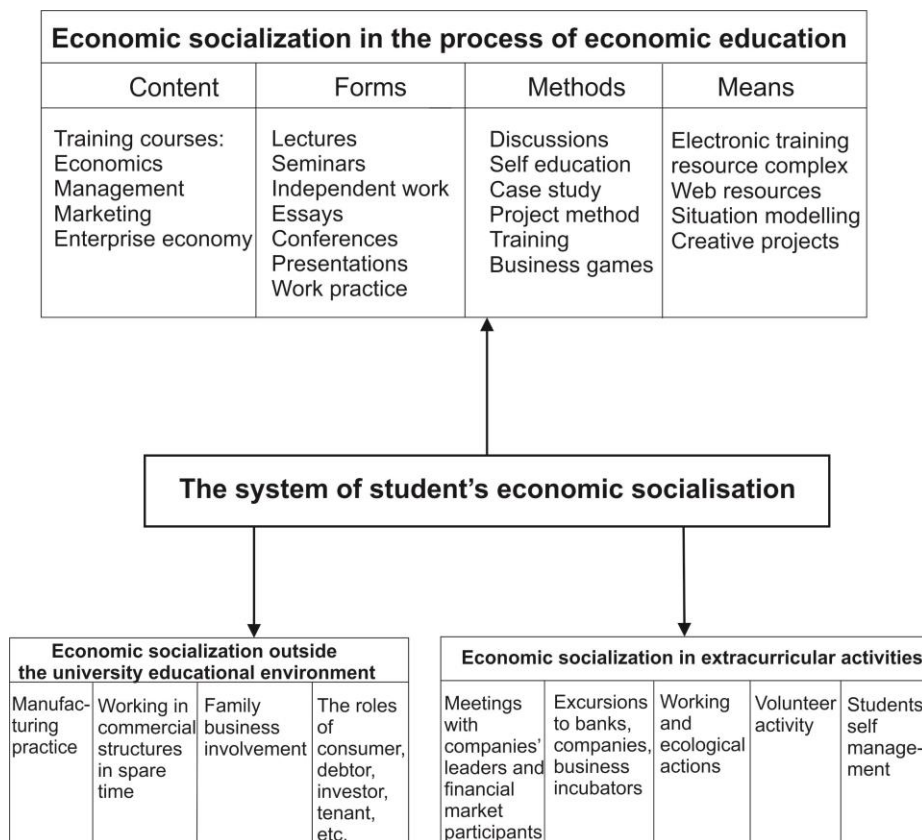 Economic socialization in the process of economic education
Content
Training courses:
Economics
Management
Marketing
Enterprise economy
Forms
Lectures
Seminars
Independent work
Essays
Conferences
Presentations
Work practice
Methods
Discussions
Self education
Case study
Project method
Training
Business games
Means
Electronic training
resource complex
Web resources
Situation modelling
Creative projects
The system of student’s economic socialisation
Economic socialization outside
the university educational environment
Manufac-
turing
practice
Working in
commercial
structures
in spare
time
Family
business
involvement
The roles
of
consumer,
debtor,
investor,
tenant,
etc.
Economic socialization in extracurricular activities
Meetings
with
companies’
leaders and
financial
market
participants
Excursions
to banks,
companies,
business
incubators
Working
and
ecological
actions
Volunteer
activity
Students
self
manage-
ment